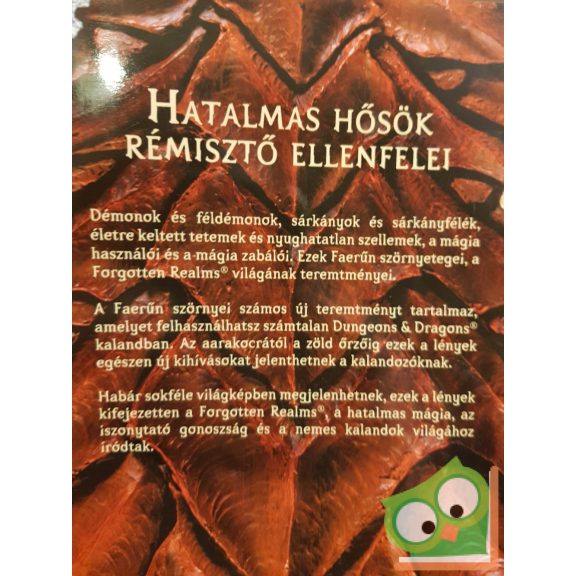 HATALMAS HŐSÖK
RÉMISZTŐ ELLENFELEI
Démonok és féldémonok, sárkányok és sárkányfélék,
életre keltett tetemek és nyughatatlan szellemek, a mágia
használói és a mágia zabálói. Ezek Faerűn szörnyetegei, a
Forgotten Realms® világának teremtményei.
A Faerűn szörnyei számos új teremtményt tartalmaz,
amelyet felhasználhatsz számtalan Dungeons & Dragons®
kalandban. Az aarakocrától a zöld őrzőig ezek a lények
egészen új kihívásokat jelenthetnek a kalandozóknak.
Habár sokféle világképben megjelenhetnek, ezek a lények
kifejezetten a Forgotten Realms®, a hatalmas mágia, az
iszonytató gonoszság és a nemes kalandok világához
íródtak.